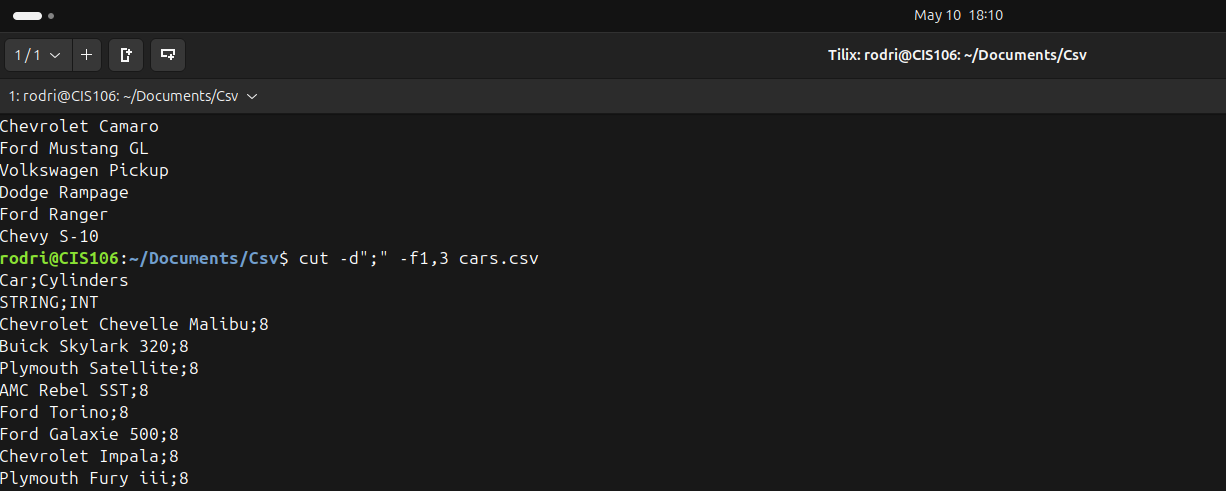 May 10 18:10
1 / 1
Tilix: rodri@CIS106: ~/Documents/Csv
1: rodri@CIS106: ~/Documents/Csv
Chevrolet Camaro
Ford Mustang GL
Volkswagen Pickup
Dodge Rampage
Ford Ranger
Chevy S-10
rodri@CIS106:~/Documents/Csv$ cut -d";" -f1,3 cars.csv
Car;Cylinders
STRING;INT
Chevrolet Chevelle Malibu;8
Buick Skylark 320;8
Plymouth Satellite;8
AMC Rebel SST;8
Ford Torino;8
Ford Galaxie 500;8
Chevrolet Impala;8
Plymouth Fury iii;8